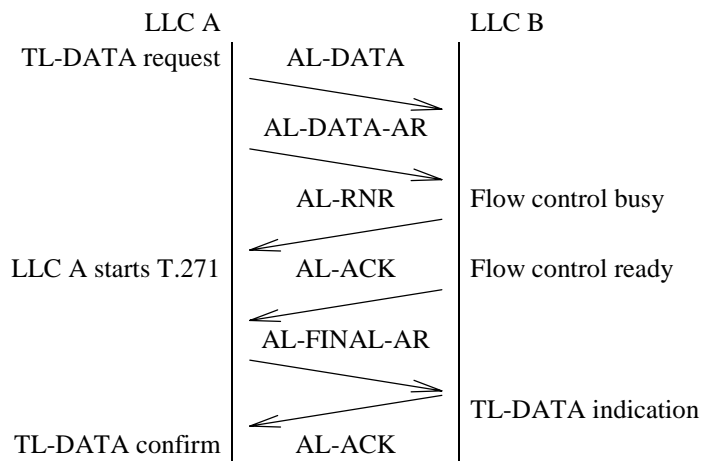 LLC A LLC B
TL-DATA request AL-DATA
AL-DATA-AR
AL-RNR Flow control busy
LLC A starts T.271 AL-ACK Flow control ready
AL-FINAL-AR
TL-DATA indication
TL-DATA confirm AL-ACK